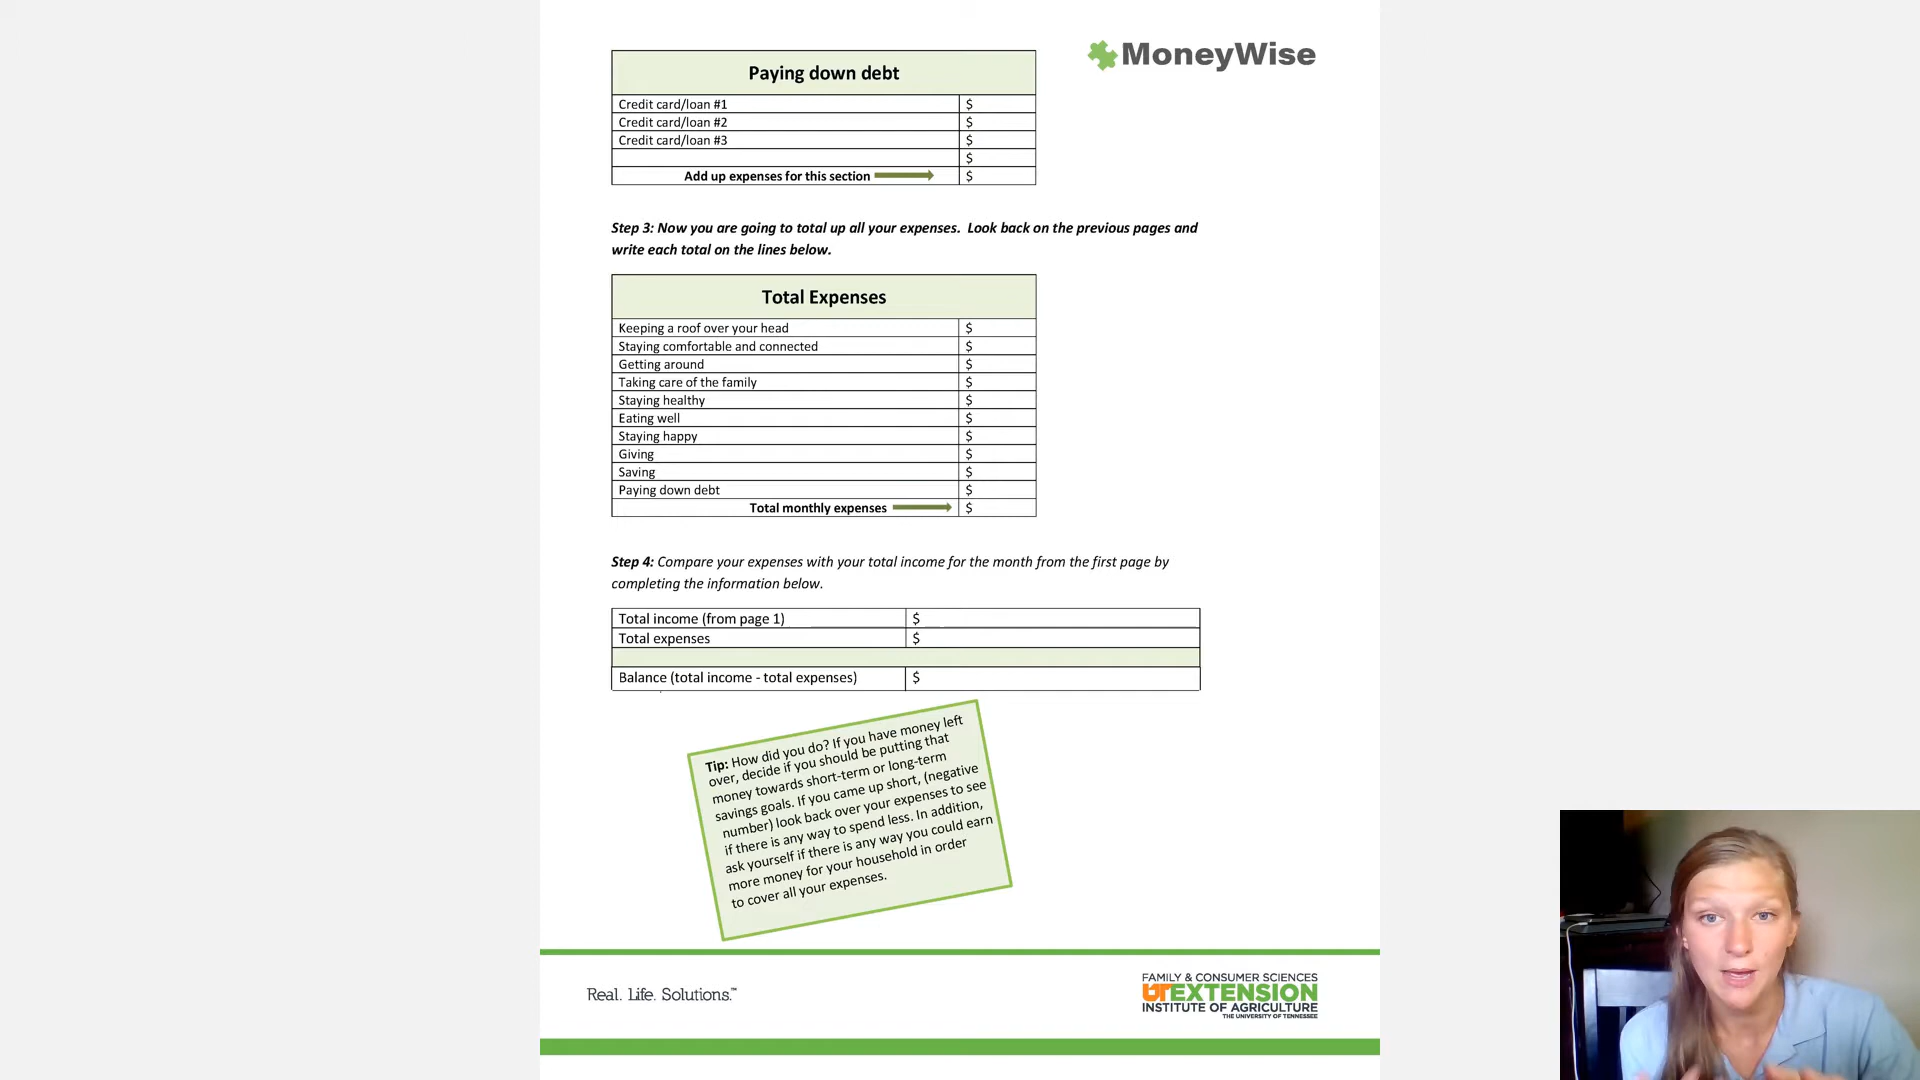 MoneyWise
Paying down debt
Credit card/loan #1 $
Credit card/loan #2 $
Credit card/loan #3 $
$
Add up expenses for this section $
Step 3: Now you are going to total up all your expenses. Look back on the previous pages and
write each total on the lines below.
Total Expenses
Keeping a roof over your head $
Staying comfortable and connected $
Getting around $
Taking care of the family $
Staying healthy $
Eating well $
Staying happy $
Giving $
Saving $
Paying down debt $
Total monthly expenses $
Step 4: Compare your expenses with your total income for the month from the first page by
completing the information below.
Total income (from page 1) $
Total expenses $
Balance (total income - total expenses) $
Tip: How did you do? If you have money left
over, decide if you should be putting that
money towards short-term or long-term
savings goals. If you came up short, (negative
number) look back over your expenses to see
if there is any way to spend less. In addition,
ask yourself if there is any way you could earn
more money for your household in order
to cover all your expenses.
Real. Life. Solutions.™
FAMILY & CONSUMER SCIENCES
UT EXTENSION
INSTITUTE OF AGRICULTURE
THE UNIVERSITY OF TENNESSEE